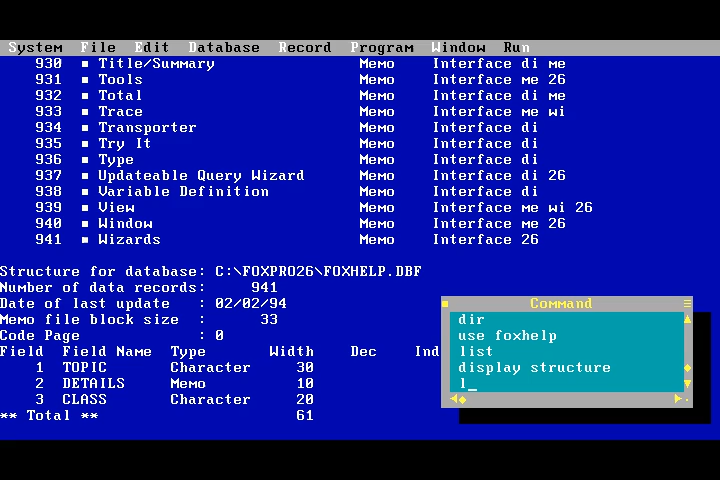 System File Edit Database Record Program Window Run
930 ▪ Title/Summary Memo Interface di me
931 ▪ Tools Memo Interface me 26
932 ▪ Total Memo Interface di me
933 ▪ Trace Memo Interface me wi
934 ▪ Transporter Memo Interface di
935 ▪ Try It Memo Interface di
936 ▪ Type Memo Interface di
937 ▪ Updateable Query Wizard Memo Interface di 26
938 ▪ Variable Definition Memo Interface di
939 ▪ View Memo Interface me wi 26
940 ▪ Window Memo Interface me 26
941 ▪ Wizards Memo Interface 26
Structure for database: C:\FOXPRO26\FOXHELP.DBF
Number of data records: 941
Date of last update : 02/02/94
Memo file block size : 33
Code Page : 0
Field Field Name Type Width Dec Ind
1 TOPIC Character 30
2 DETAILS Memo 10
3 CLASS Character 20
** Total ** 61
Command
dir
use foxhelp
list
display structure
l_